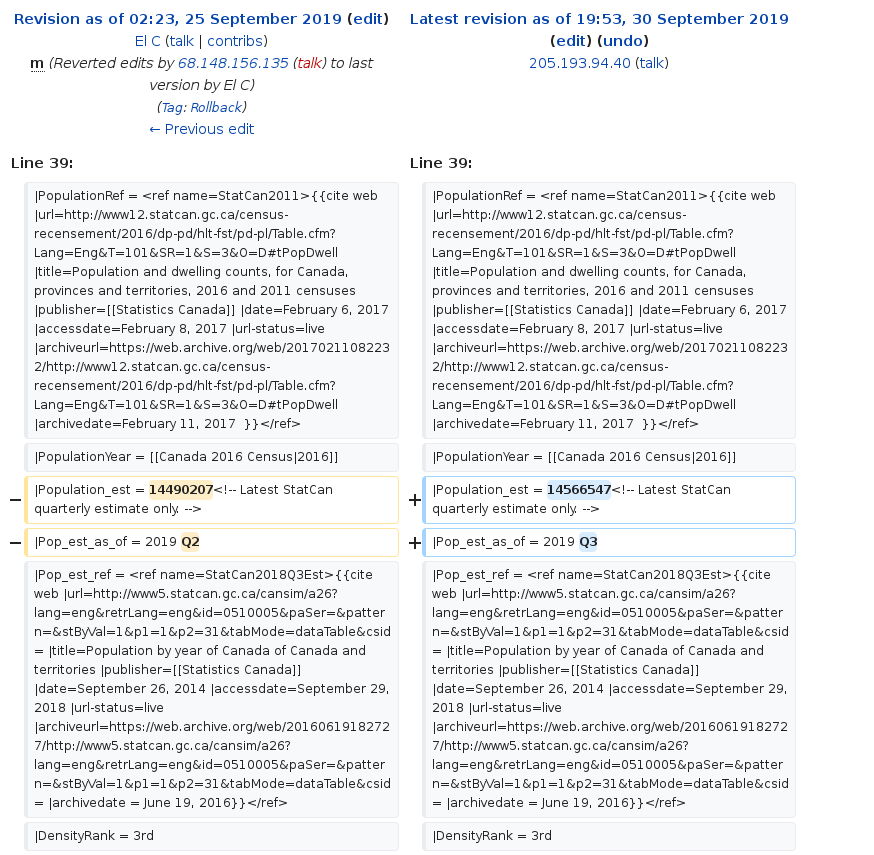 Revision as of 02:23, 25 September 2019 (edit)
El C (talk | contribs)
m (Reverted edits by 68.148.156.135 (talk) to last
version by El C)
(Tag: Rollback)
← Previous edit
Latest revision as of 19:53, 30 September 2019
(edit) (undo)
205.193.94.40 (talk)
Line 39:
Line 39:
|PopulationRef = <ref name=StatCan2011>{{cite web
|url=http://www12.statcan.gc.ca/census-
recensement/2016/dp-pd/hlt-fst/pd-pl/Table.cfm?
Lang=Eng&T=101&SR=1&S=3&O=D#tPopDwell
|title=Population and dwelling counts, for Canada,
provinces and territories, 2016 and 2011 censuses
|publisher=[[Statistics Canada]] |date=February 6, 2017
|accessdate=February 8, 2017 |url-status=live
|archiveurl=https://web.archive.org/web/2017021108223
2/http://www12.statcan.gc.ca/census-
recensement/2016/dp-pd/hlt-fst/pd-pl/Table.cfm?
Lang=Eng&T=101&SR=1&S=3&O=D#tPopDwell
|archivedate=February 11, 2017  }}</ref>
|PopulationRef = <ref name=StatCan2011>{{cite web
|url=http://www12.statcan.gc.ca/census-
recensement/2016/dp-pd/hlt-fst/pd-pl/Table.cfm?
Lang=Eng&T=101&SR=1&S=3&O=D#tPopDwell
|title=Population and dwelling counts, for Canada,
provinces and territories, 2016 and 2011 censuses
|publisher=[[Statistics Canada]] |date=February 6, 2017
|accessdate=February 8, 2017 |url-status=live
|archiveurl=https://web.archive.org/web/2017021108223
2/http://www12.statcan.gc.ca/census-
recensement/2016/dp-pd/hlt-fst/pd-pl/Table.cfm?
Lang=Eng&T=101&SR=1&S=3&O=D#tPopDwell
|archivedate=February 11, 2017  }}</ref>
|PopulationYear = [[Canada 2016 Census|2016]]
|PopulationYear = [[Canada 2016 Census|2016]]
− |Population_est = 14490207<!-- Latest StatCan
quarterly estimate only. -->
+ |Population_est = 14566547<!-- Latest StatCan
quarterly estimate only. -->
− |Pop_est_as_of = 2019 Q2
+ |Pop_est_as_of = 2019 Q3
|Pop_est_ref = <ref name=StatCan2018Q3Est>{{cite
web |url=http://www5.statcan.gc.ca/cansim/a26?
lang=eng&retrLang=eng&id=0510005&paSer=&patter
n=&stByVal=1&p1=1&p2=31&tabMode=dataTable&csid
= |title=Population by year of Canada of Canada and
territories |publisher=[[Statistics Canada]]
|date=September 26, 2014 |accessdate=September 29,
2018 |url-status=live
|archiveurl=https://web.archive.org/web/2016061918272
7/http://www5.statcan.gc.ca/cansim/a26?
lang=eng&retrLang=eng&id=0510005&paSer=&patter
n=&stByVal=1&p1=1&p2=31&tabMode=dataTable&csid
= |archivedate = June 19, 2016}}</ref>
|Pop_est_ref = <ref name=StatCan2018Q3Est>{{cite
web |url=http://www5.statcan.gc.ca/cansim/a26?
lang=eng&retrLang=eng&id=0510005&paSer=&patter
n=&stByVal=1&p1=1&p2=31&tabMode=dataTable&csid
= |title=Population by year of Canada of Canada and
territories |publisher=[[Statistics Canada]]
|date=September 26, 2014 |accessdate=September 29,
2018 |url-status=live
|archiveurl=https://web.archive.org/web/2016061918272
7/http://www5.statcan.gc.ca/cansim/a26?
lang=eng&retrLang=eng&id=0510005&paSer=&patter
n=&stByVal=1&p1=1&p2=31&tabMode=dataTable&csid
= |archivedate = June 19, 2016}}</ref>
|DensityRank = 3rd
|DensityRank = 3rd